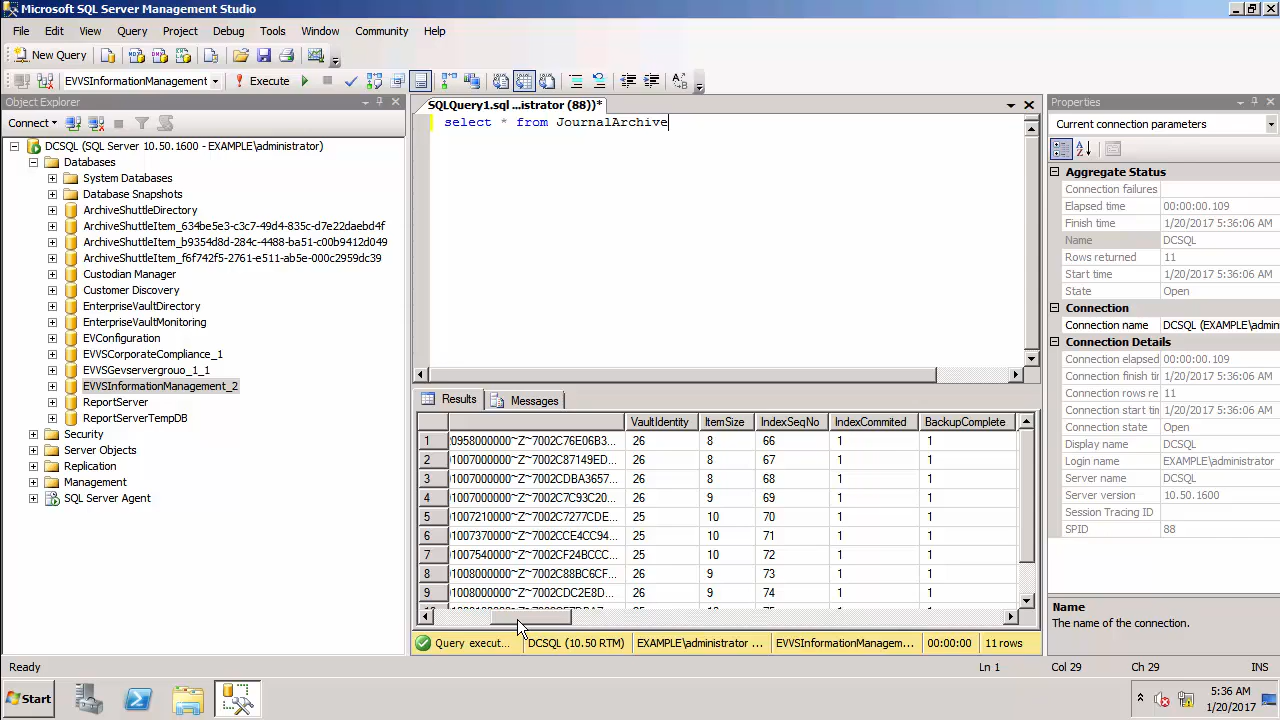 Microsoft SQL Server Management Studio
File Edit View Query Project Debug Tools Window Community Help
New Query
EVVSInformationManagement Execute
Object Explorer
Connect
DCSQL (SQL Server 10.50.1600 - EXAMPLE\administrator)
Databases
System Databases
Database Snapshots
ArchiveShuttleDirectory
ArchiveShuttleItem_634be5e3-c3c7-49d4-835c-d7e22daebd4f
ArchiveShuttleItem_b9354d8d-284c-4488-ba51-c00b9412d049
ArchiveShuttleItem_f6f742f5-2761-e511-ab5e-000c2959dc39
Custodian Manager
Customer Discovery
EnterpriseVaultDirectory
EnterpriseVaultMonitoring
EVConfiguration
EVVSCorporateCompliance_1
EVVSGevservergrouo_1_1
EVVSInformationManagement_2
ReportServer
ReportServerTempDB
Security
Server Objects
Replication
Management
SQL Server Agent
SQLQuery1.sql ...istrator (88))*
select * from JournalArchive
Results Messages
VaultIdentity ItemSize IndexSeqNo IndexCommited BackupComplete
1 0958000000~Z~7002C76E06B3... 26 8 66 1 1
2 1007000000~Z~7002C87149ED... 26 8 67 1 1
3 1007000000~Z~7002CDBA3657... 26 8 68 1 1
4 1007000000~Z~7002C7C93C20... 26 9 69 1 1
5 1007210000~Z~7002C7277CDE... 25 10 70 1 1
6 1007370000~Z~7002CCE4CC94... 25 10 71 1 1
7 1007540000~Z~7002CF24BCCC... 25 10 72 1 1
8 1008000000~Z~7002C88BC6CF... 26 9 73 1 1
9 1008000000~Z~7002CDC2E8D... 26 9 74 1 1
Query execut... DCSQL (10.50 RTM) EXAMPLE\administrator ... EVVSInformationManagem... 00:00:00 11 rows
Properties
Current connection parameters
Aggregate Status
Connection failures
Elapsed time 00:00:00.109
Finish time 1/20/2017 5:36:06 AM
Name DCSQL
Rows returned 11
Start time 1/20/2017 5:36:06 AM
State Open
Connection
Connection name DCSQL (EXAMPLE\admin
Connection Details
Connection elapsed 00:00:00.109
Connection finish tim 1/20/2017 5:36:06 AM
Connection rows re 11
Connection start time 1/20/2017 5:36:06 AM
Connection state Open
Display name DCSQL
Login name EXAMPLE\administrator
Server name DCSQL
Server version 10.50.1600
Session Tracing ID
SPID 88
Name
The name of the connection.
Ready Ln 1 Col 29 Ch 29 INS
Start 5:36 AM
1/20/2017